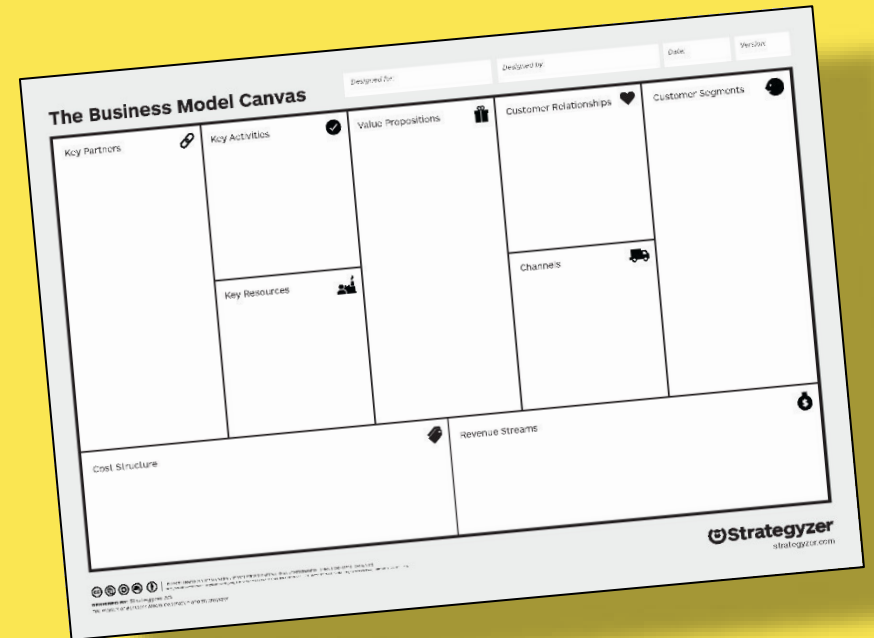 The Business Model Canvas
Designed for:
Designed by:
Date:
Version:
Key Partners
Key Activities
Value Propositions
Customer Relationships
Customer Segments
Key Resources
Channels
Cost Structure
Revenue Streams
Strategyzer
strategyzer.com